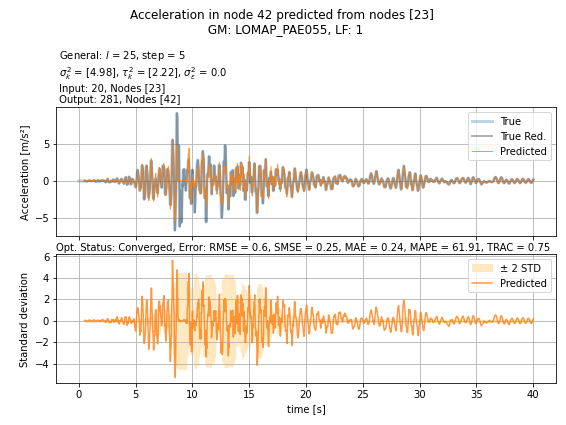 Acceleration in node 42 predicted from nodes [23]
GM: LOMAP_PAE055, LF: 1
General: l = 25, step = 5
σ²ₖ = [4.98], τ²ₖ = [2.22], σ²ε = 0.0
Input: 20, Nodes [23]
Output: 281, Nodes [42]
Acceleration [m/s²]
5
0
−5
True
True Red.
Predicted
Opt. Status: Converged, Error: RMSE = 0.6, SMSE = 0.25, MAE = 0.24, MAPE = 61.91, TRAC = 0.75
Standard deviation
6
4
2
0
−2
−4
± 2 STD
Predicted
0 5 10 15 20 25 30 35 40
time [s]